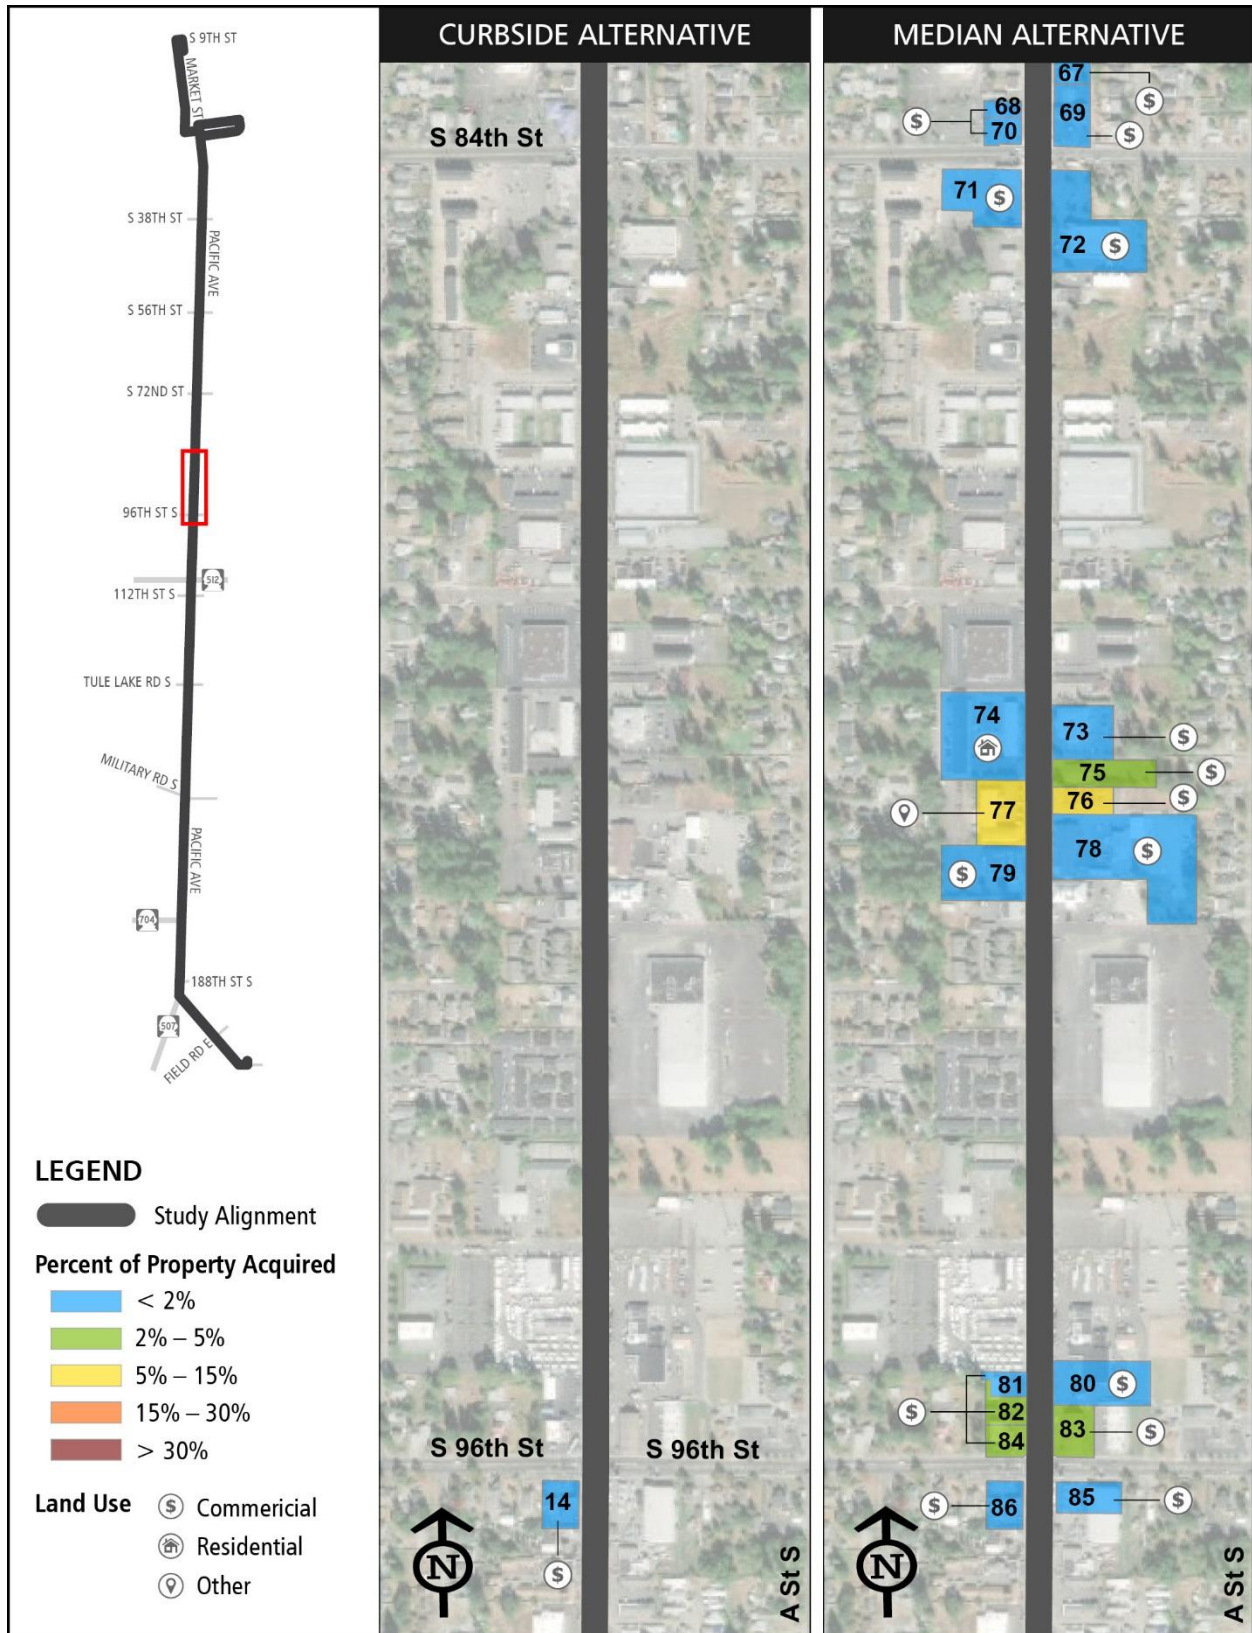 S 9TH ST
MARKET ST
S 38TH ST
PACIFIC AVE
S 56TH ST
S 72ND ST
96TH ST S
512
112TH ST S
TULE LAKE RD S
MILITARY RD S
PACIFIC AVE
704
188TH ST S
507
FIELD RD E
LEGEND
Study Alignment
Percent of Property Acquired
< 2%
2% – 5%
5% – 15%
15% – 30%
> 30%
Land Use
$ Commericial
Residential
Other
CURBSIDE ALTERNATIVE
S 84th St
S 96th St
S 96th St
14
$
N
A St S
MEDIAN ALTERNATIVE
67
$
68
$
70
69
$
71 $
72 $
74
73
$
75
$
76
$
77
78 $
$ 79
81
80 $
82
$
84
83
$
86
$
85
$
N
A St S